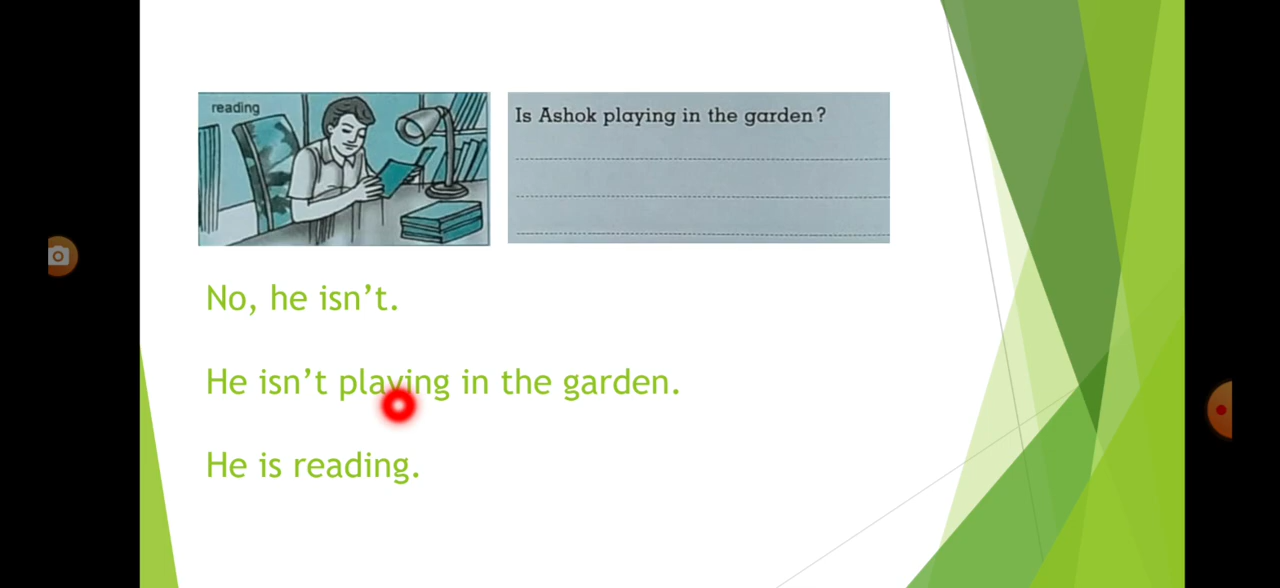 reading
Is Ashok playing in the garden?
No, he isn't.
He isn't playing in the garden.
He is reading.